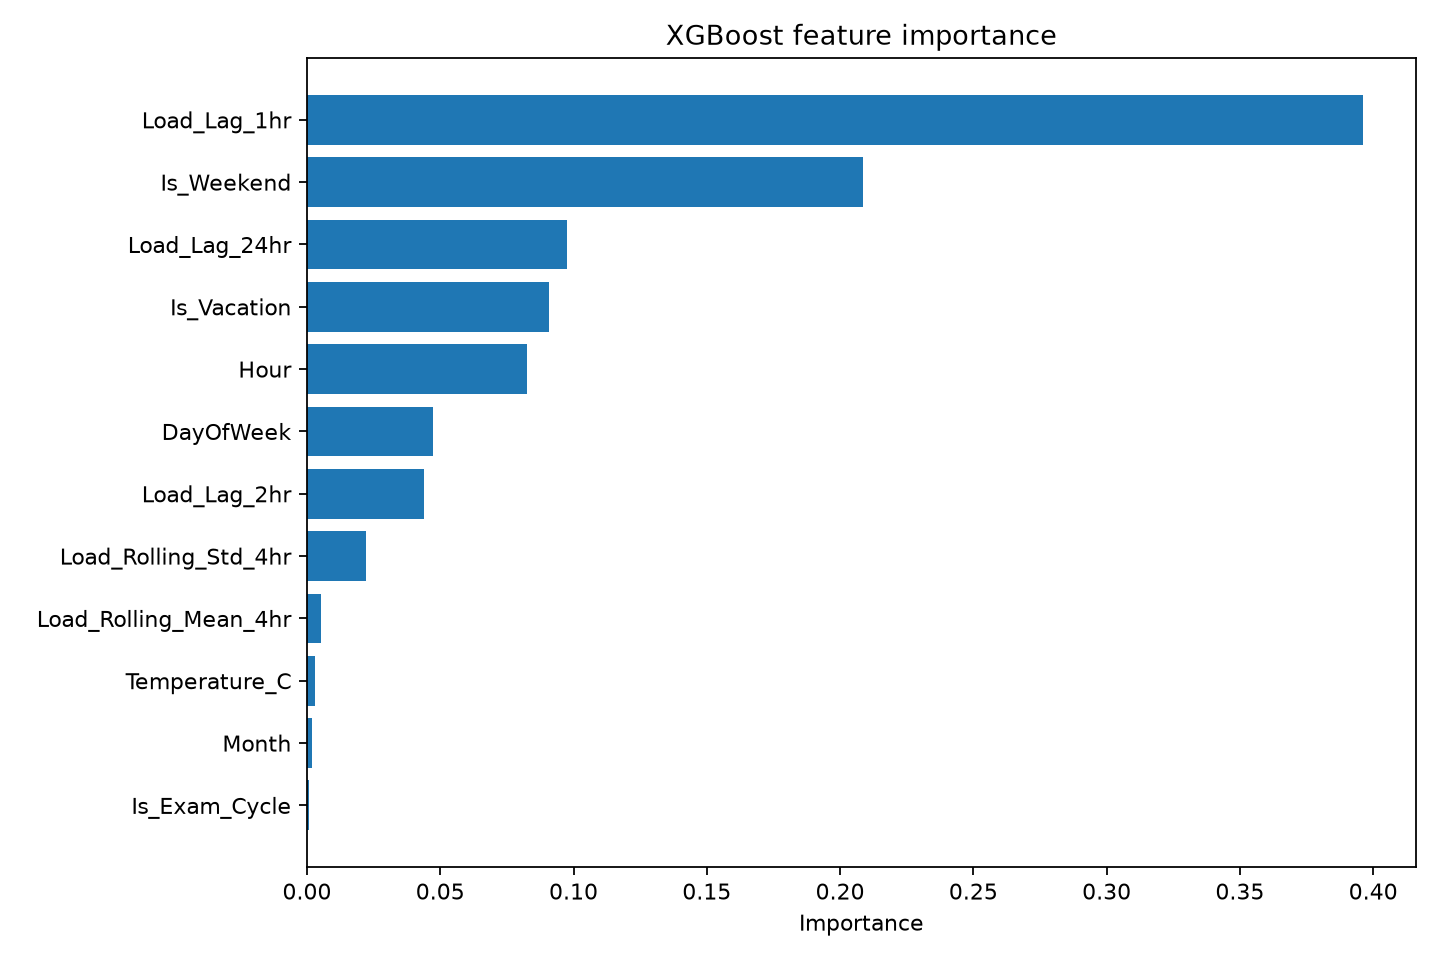 XGBoost feature importance
Load_Lag_1hr
Is_Weekend
Load_Lag_24hr
Is_Vacation
Hour
DayOfWeek
Load_Lag_2hr
Load_Rolling_Std_4hr
Load_Rolling_Mean_4hr
Temperature_C
Month
Is_Exam_Cycle
0.00 0.05 0.10 0.15 0.20 0.25 0.30 0.35 0.40
Importance